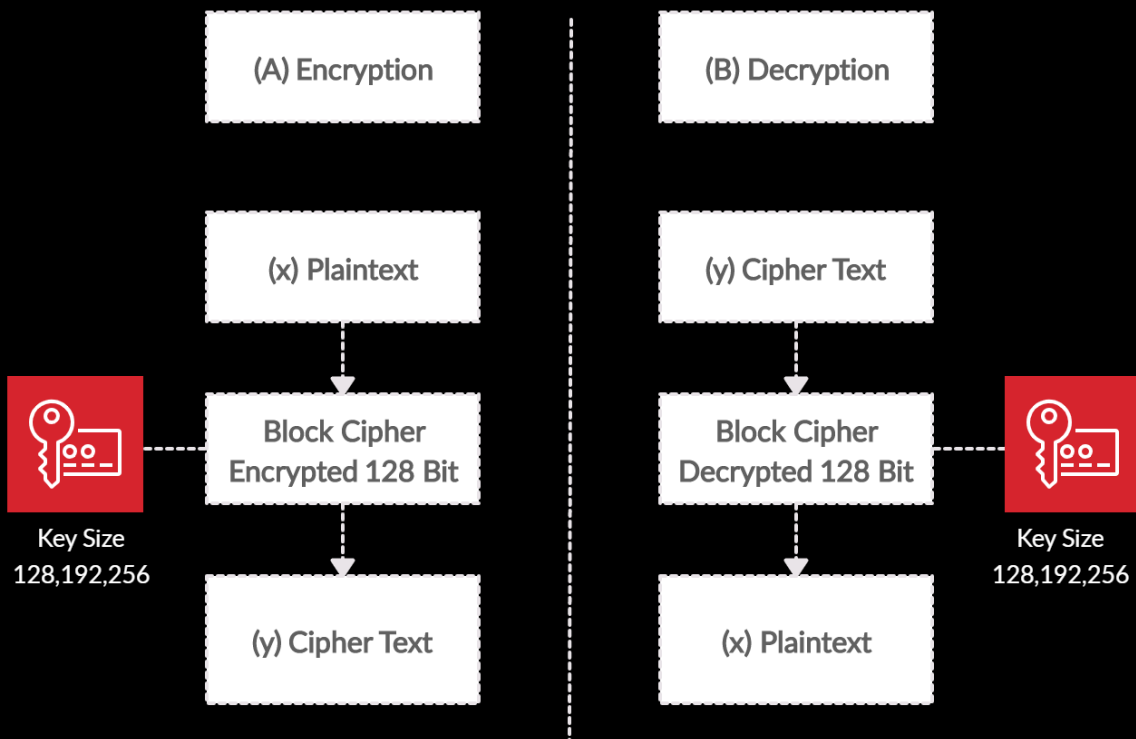 (A) Encryption
(x) Plaintext
Block Cipher
Encrypted 128 Bit
Key Size
128,192,256
(y) Cipher Text
(B) Decryption
(y) Cipher Text
Block Cipher
Decrypted 128 Bit
Key Size
128,192,256
(x) Plaintext